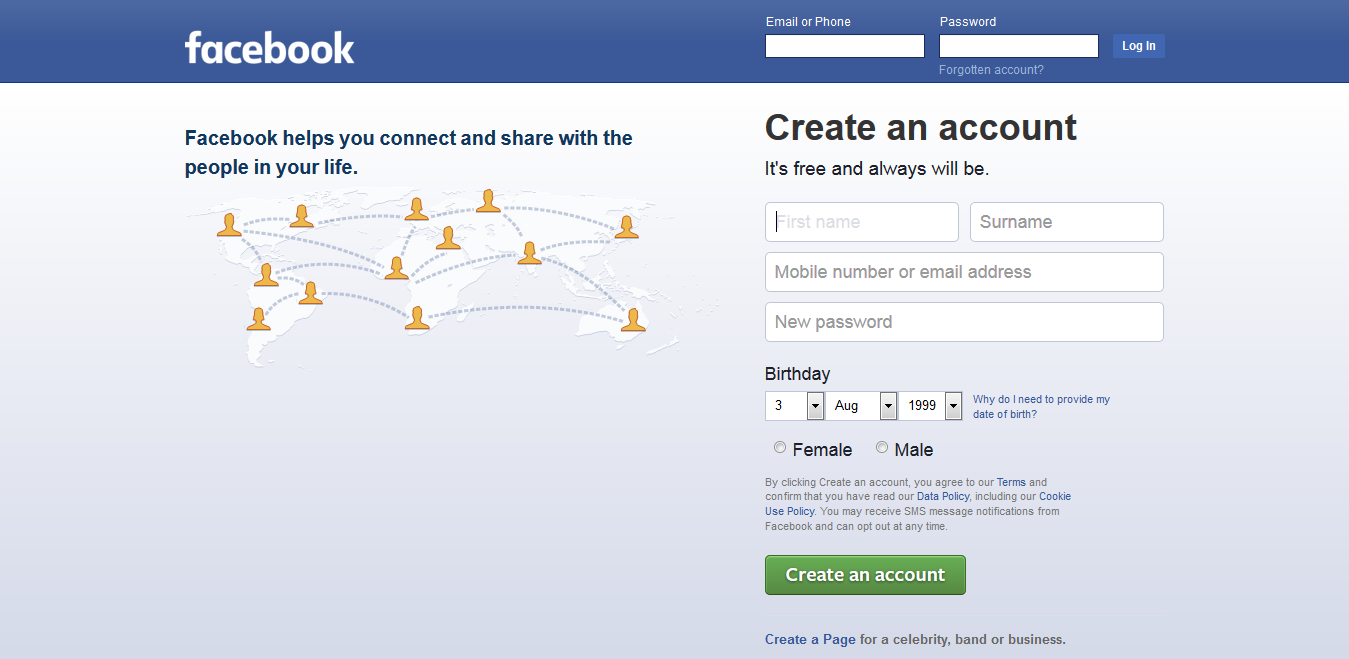 facebook
Email or Phone
Password
Log In
Forgotten account?
Facebook helps you connect and share with the
people in your life.
Create an account
It's free and always will be.
First name
Surname
Mobile number or email address
New password
Birthday
3
Aug
1999
Why do I need to provide my
date of birth?
Female
Male
By clicking Create an account, you agree to our Terms and
confirm that you have read our Data Policy, including our Cookie
Use Policy. You may receive SMS message notifications from
Facebook and can opt out at any time.
Create an account
Create a Page for a celebrity, band or business.